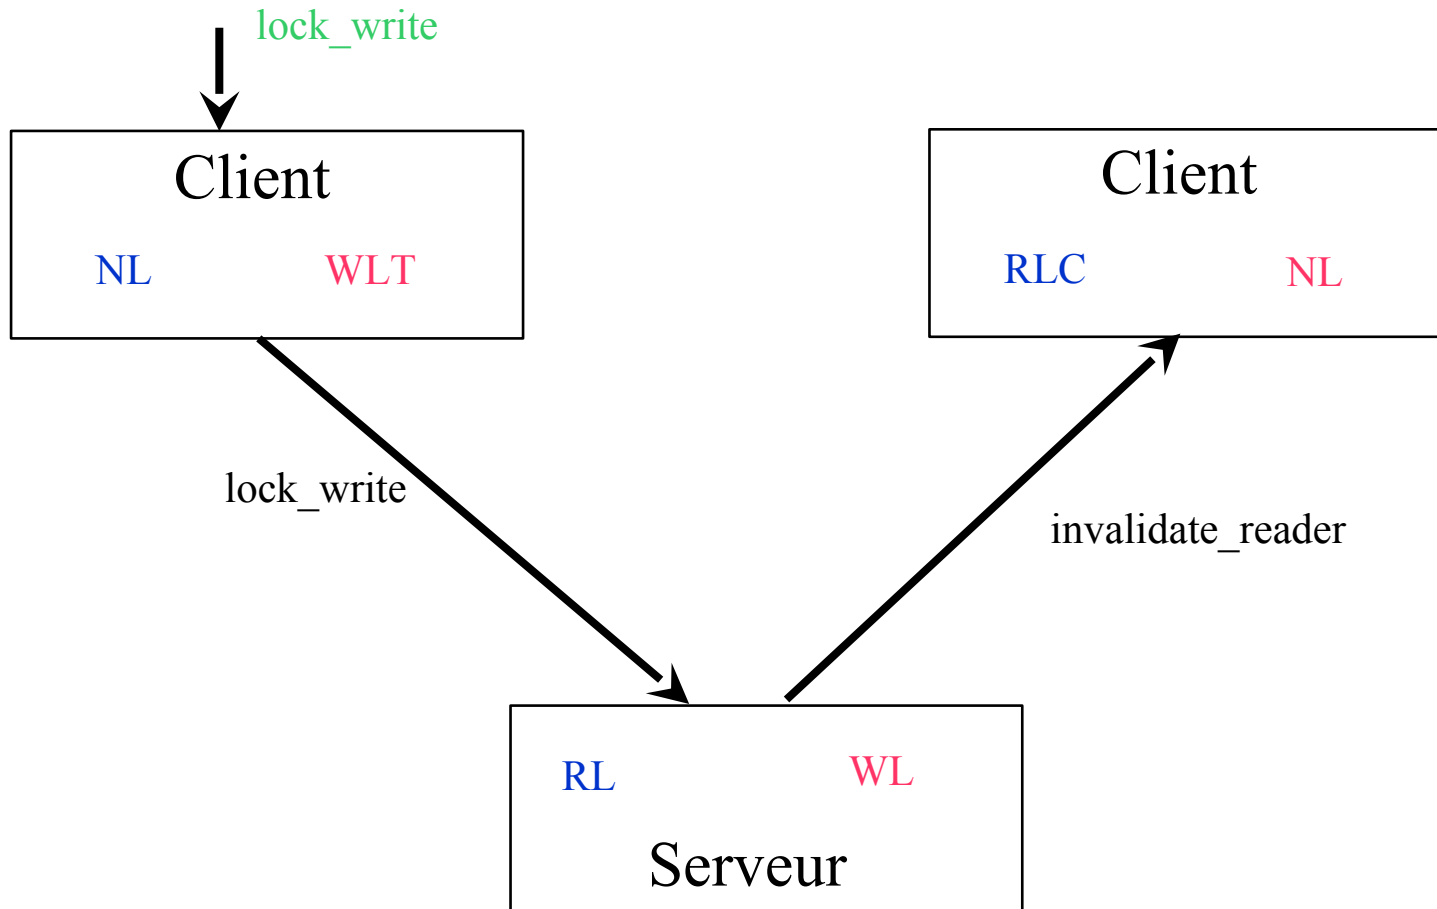 lock_write
Client
NL WLT
Client
RLC NL
lock_write
invalidate_reader
RL WL
Serveur